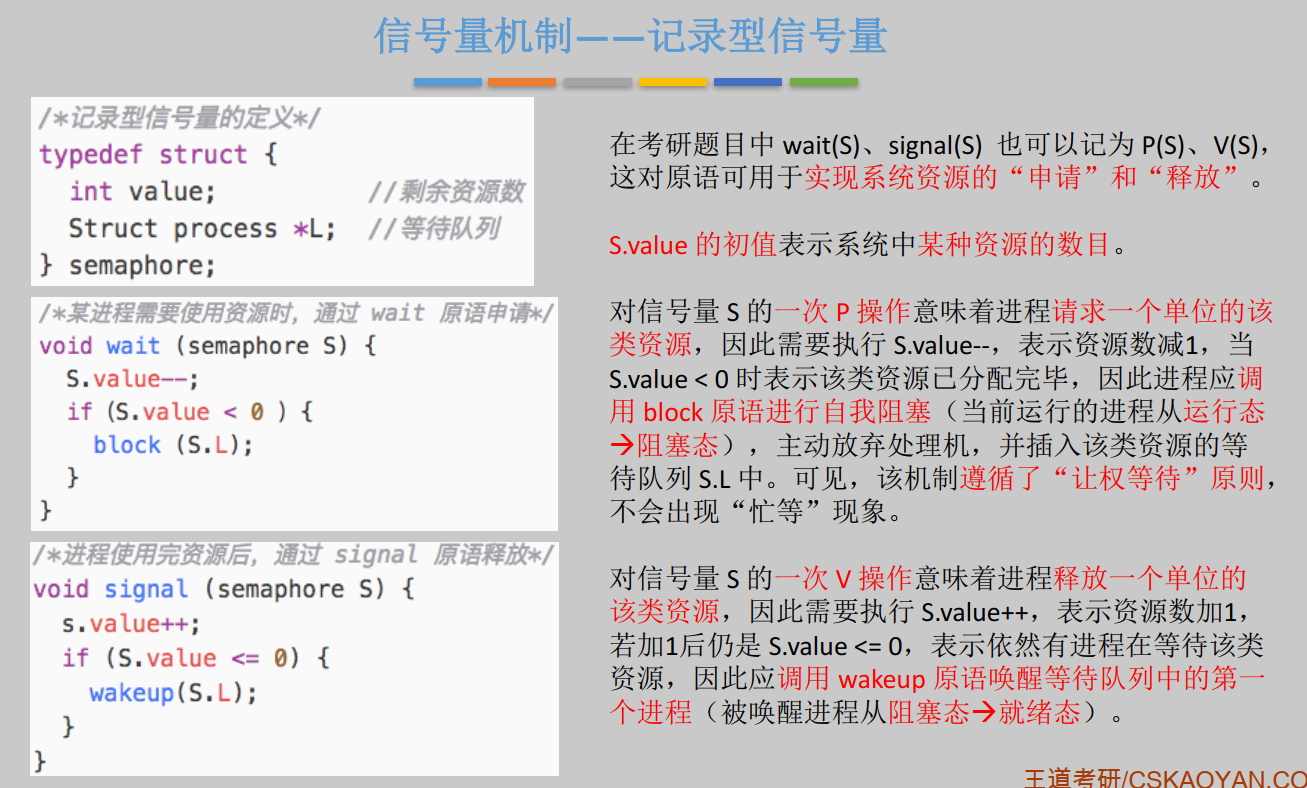 信号量机制——记录型信号量
/*记录型信号量的定义*/
typedef struct {
int value; //剩余资源数
Struct process *L; //等待队列
} semaphore;
/*某进程需要使用资源时，通过 wait 原语申请*/
void wait (semaphore S) {
S.value--;
if (S.value < 0 ) {
block (S.L);
}
}
/*进程使用完资源后，通过 signal 原语释放*/
void signal (semaphore S) {
s.value++;
if (S.value <= 0) {
wakeup(S.L);
}
}
在考研题目中 wait(S)、signal(S) 也可以记为 P(S)、V(S)，
这对原语可用于实现系统资源的“申请”和“释放”。
S.value 的初值表示系统中某种资源的数目。
对信号量 S 的一次 P 操作意味着进程请求一个单位的该
类资源，因此需要执行 S.value--，表示资源数减1，当
S.value < 0 时表示该类资源已分配完毕，因此进程应调
用 block 原语进行自我阻塞（当前运行的进程从运行态
→阻塞态），主动放弃处理机，并插入该类资源的等
待队列 S.L 中。可见，该机制遵循了“让权等待”原则，
不会出现“忙等”现象。
对信号量 S 的一次 V 操作意味着进程释放一个单位的
该类资源，因此需要执行 S.value++，表示资源数加1，
若加1后仍是 S.value <= 0，表示依然有进程在等待该类
资源，因此应调用 wakeup 原语唤醒等待队列中的第一
个进程（被唤醒进程从阻塞态→就绪态）。
王道考研/CSKAOYAN.CO